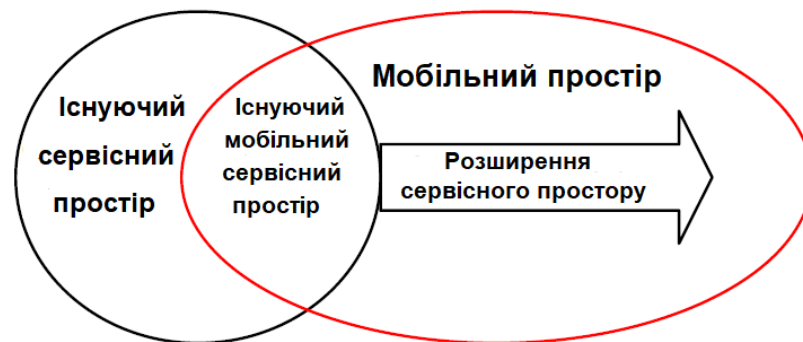 Існуючий
сервісний
простір
Існуючий
мобільний
сервісний
простір
Мобільний простір
Розширення
сервісного простору